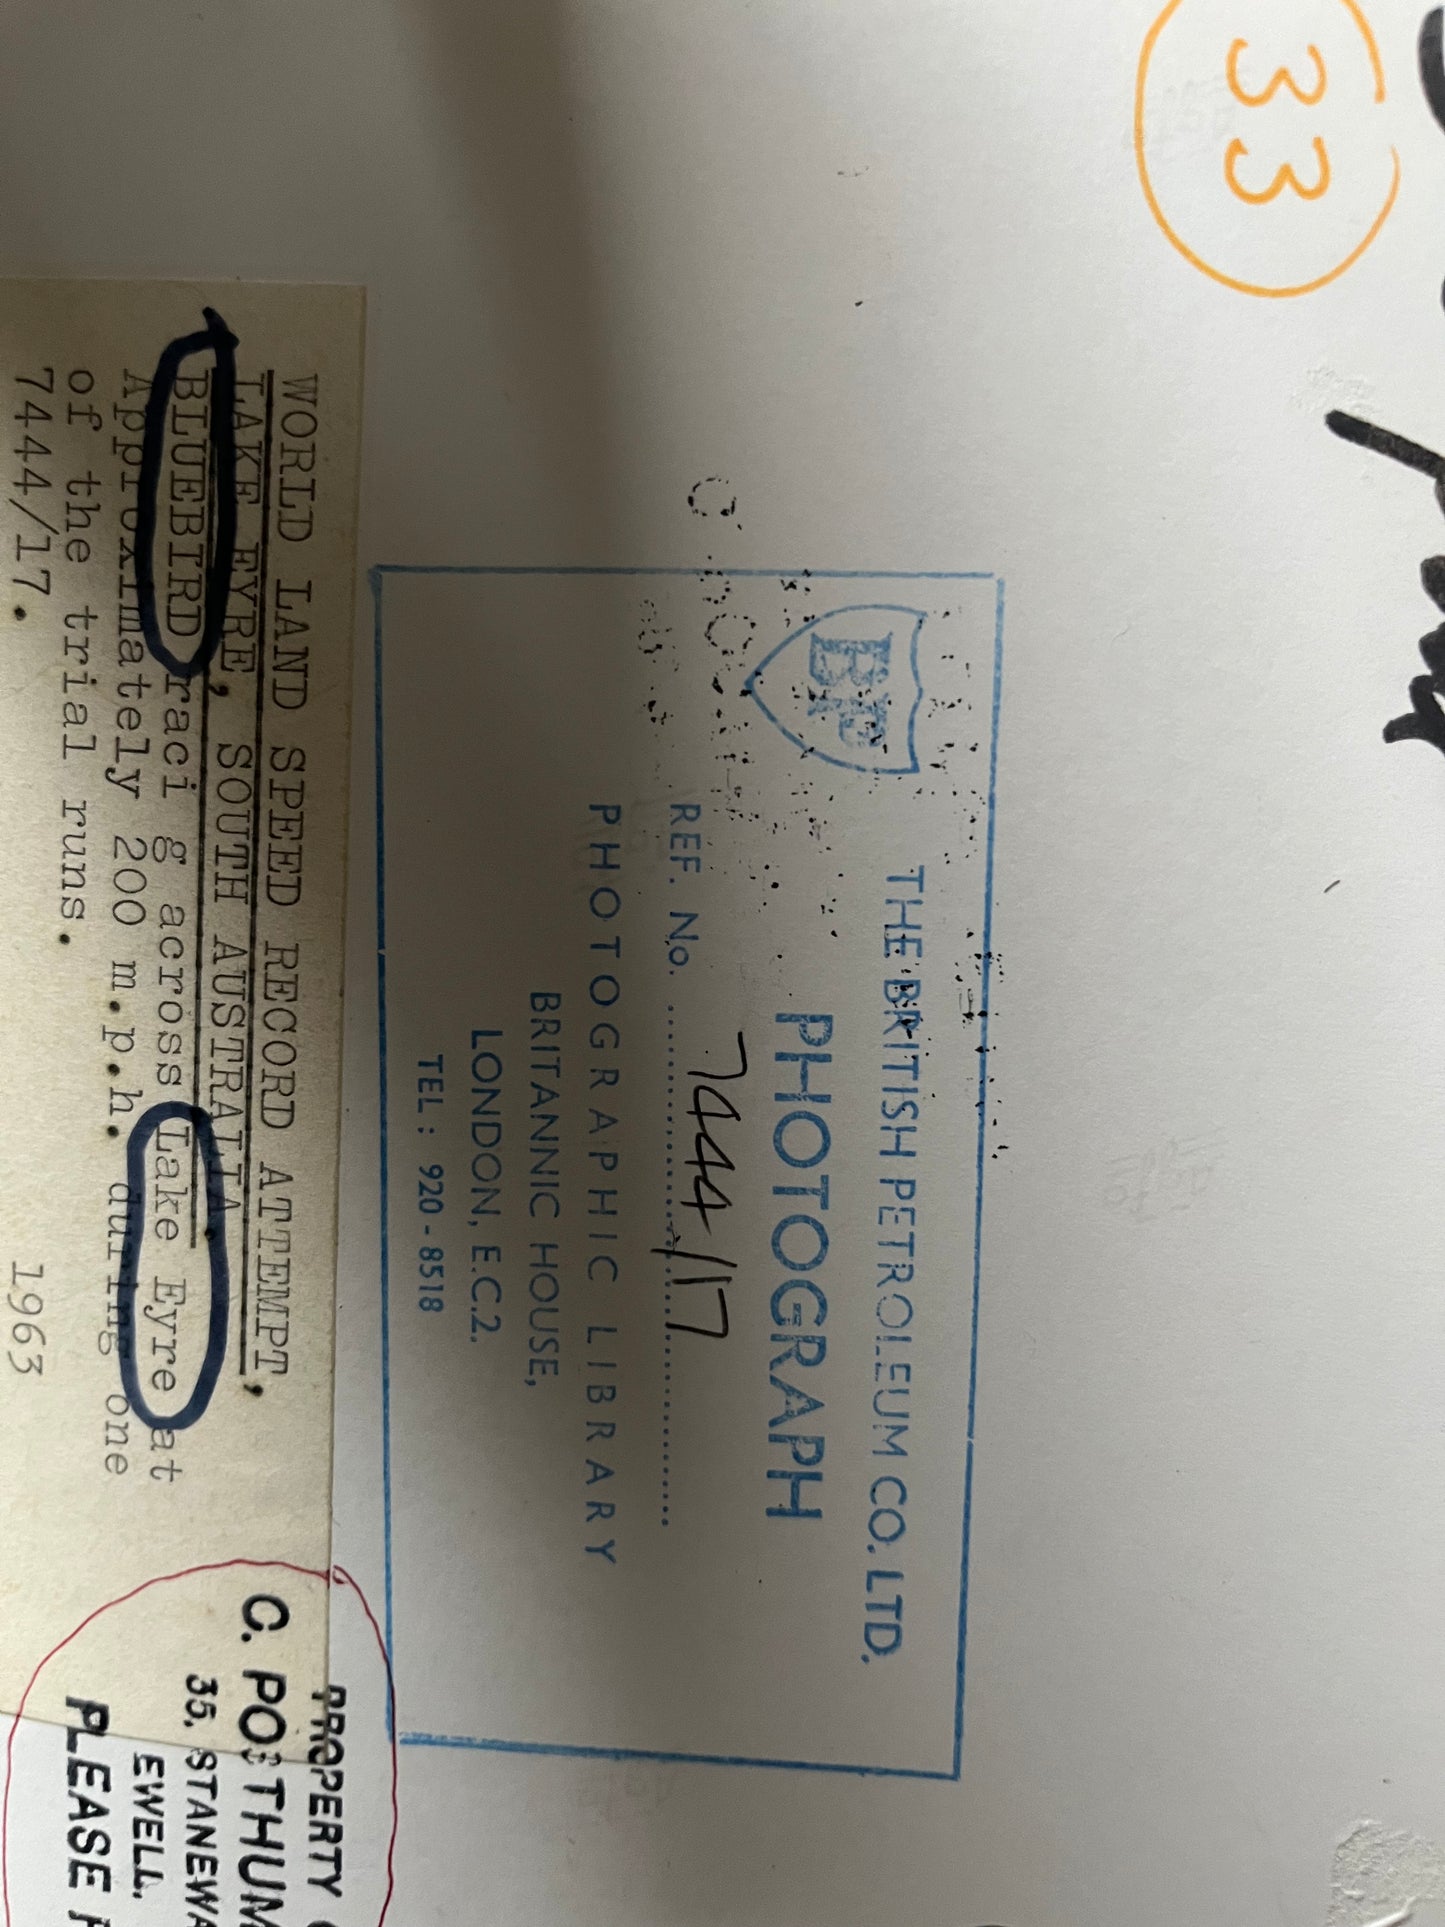 33
BP
THE BRITISH PETROLEUM CO. LTD.
PHOTOGRAPH
REF. No. 7444/17
PHOTOGRAPHIC LIBRARY
BRITANNIC HOUSE,
LONDON, E.C.2.
TEL: 920-8518
WORLD LAND SPEED RECORD ATTEMPT,
LAKE EYRE, SOUTH AUSTRALIA.
BLUEBIRD raci g across Lake Eyre at
Approximately 200 m.p.h. during one
of the trial runs.
7444/17. 1963
PROPERTY
C. POSTHUM
35, STANEWA
EWELL.
PLEASE